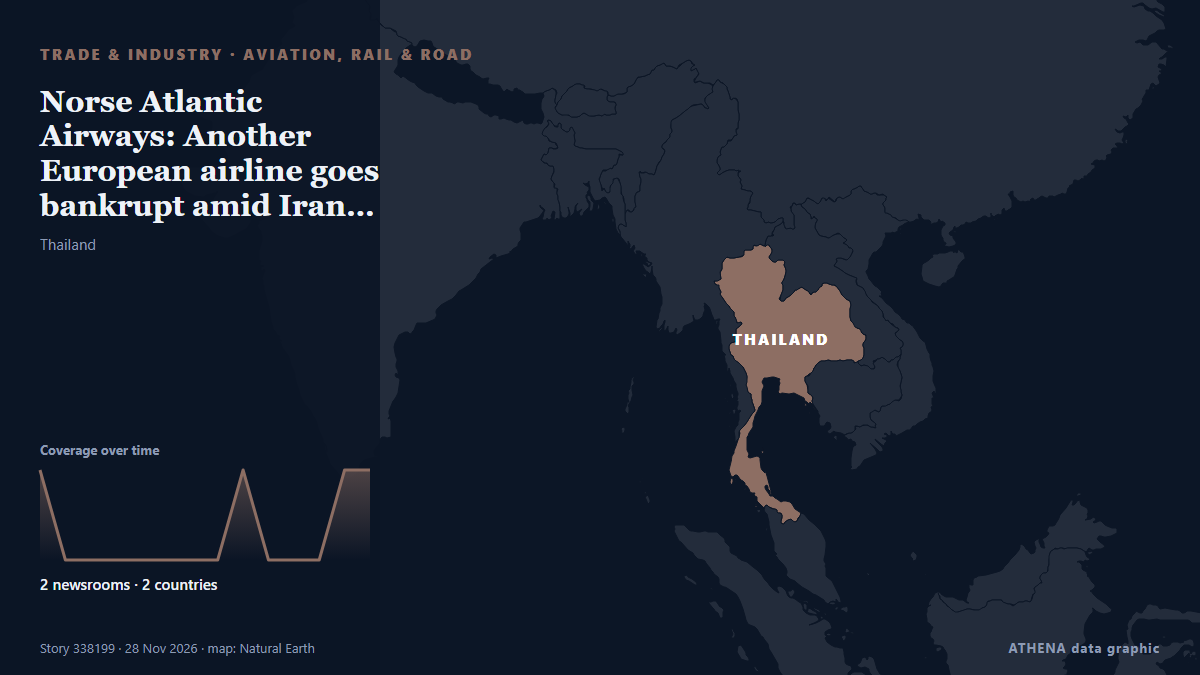 TRADE & INDUSTRY · AVIATION, RAIL & ROAD
Norse Atlantic
Airways: Another
European airline goes
bankrupt amid Iran…
Thailand
THAILAND
Coverage over time
2 newsrooms · 2 countries
Story 338199 · 28 Nov 2026 · map: Natural Earth
ATHENA data graphic